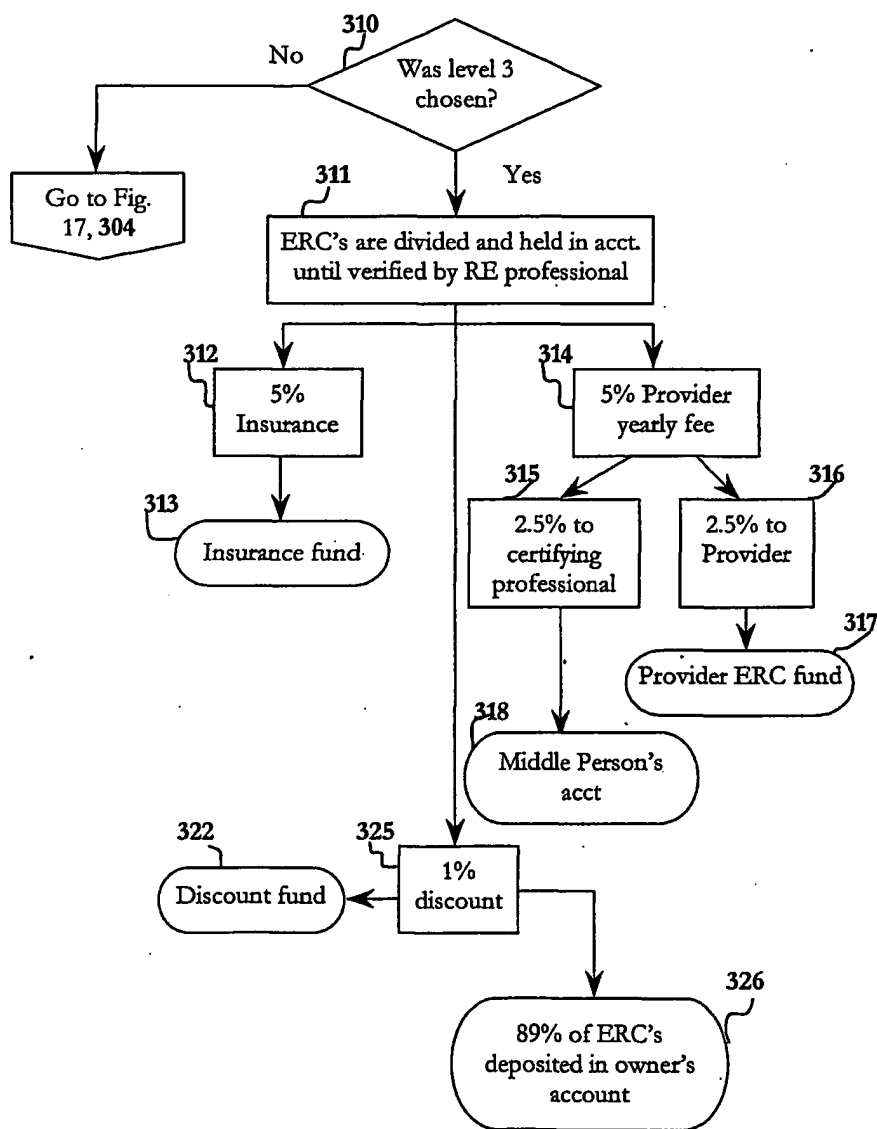 310
No
Was level 3
chosen?
Yes
Go to Fig.
17, 304
311
ERC's are divided and held in acct.
until verified by RE professional
312
5%
Insurance
314
5% Provider
yearly fee
313
Insurance fund
315
2.5% to
certifying
professional
316
2.5% to
Provider
317
Provider ERC fund
318
Middle Person's
acct
322
Discount fund
325
1%
discount
326
89% of ERC's
deposited in owner's
account